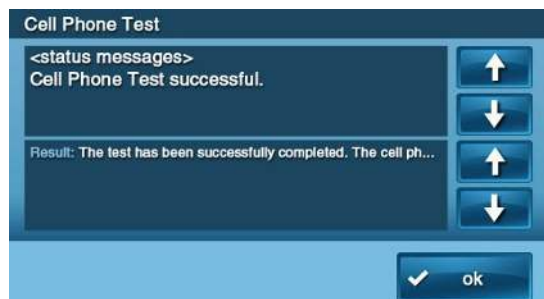 Cell Phone Test
<status messages>
Cell Phone Test successful.
Result: The test has been successfully completed. The cell ph...
ok